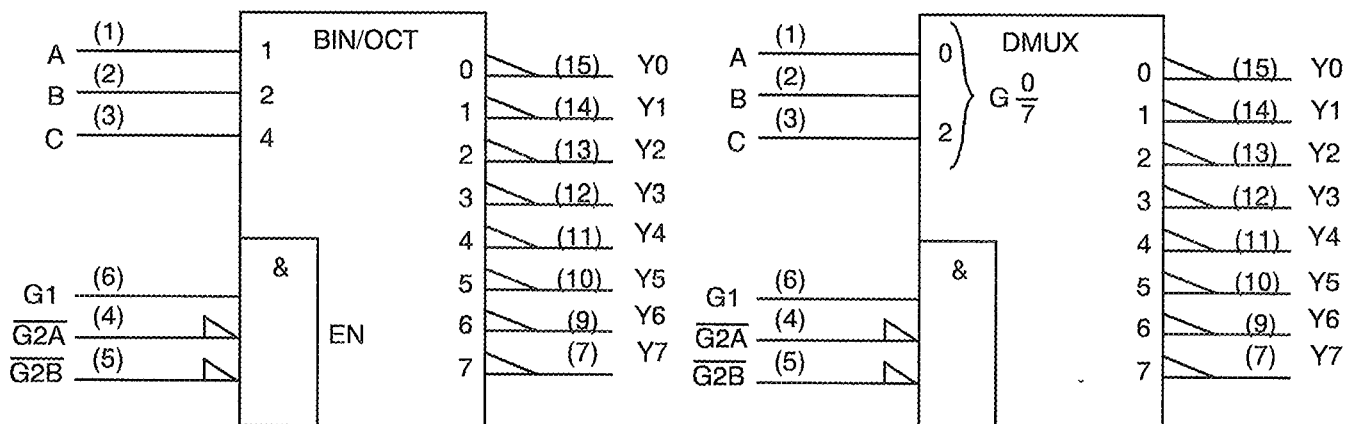 BIN/OCT
A (1) 1
B (2) 2
C (3) 4
0 (15) Y0
1 (14) Y1
2 (13) Y2
3 (12) Y3
4 (11) Y4
5 (10) Y5
6 (9) Y6
7 (7) Y7
&
G1 (6)
G2A (4) EN
G2B (5)
DMUX
A (1) 0
B (2) G 0/7
C (3) 2
0 (15) Y0
1 (14) Y1
2 (13) Y2
3 (12) Y3
4 (11) Y4
5 (10) Y5
6 (9) Y6
7 (7) Y7
&
G1 (6)
G2A (4)
G2B (5)